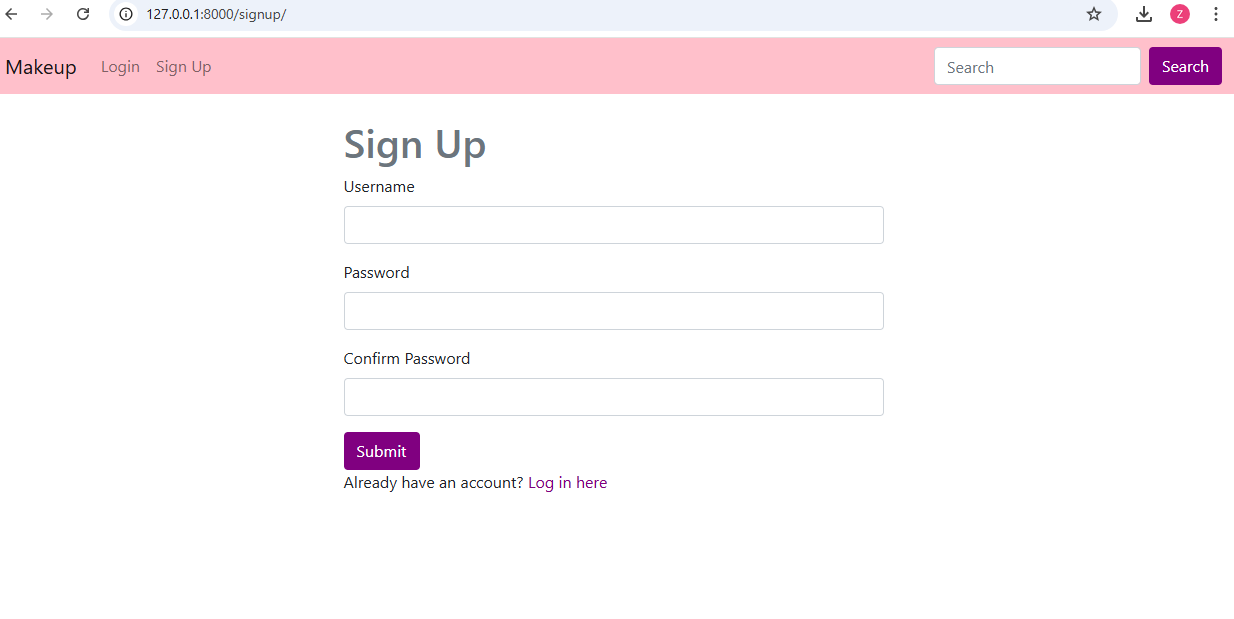 127.0.0.1:8000/signup/
Z
Makeup Login Sign Up Search Search
Sign Up
Username
Password
Confirm Password
Submit
Already have an account? Log in here